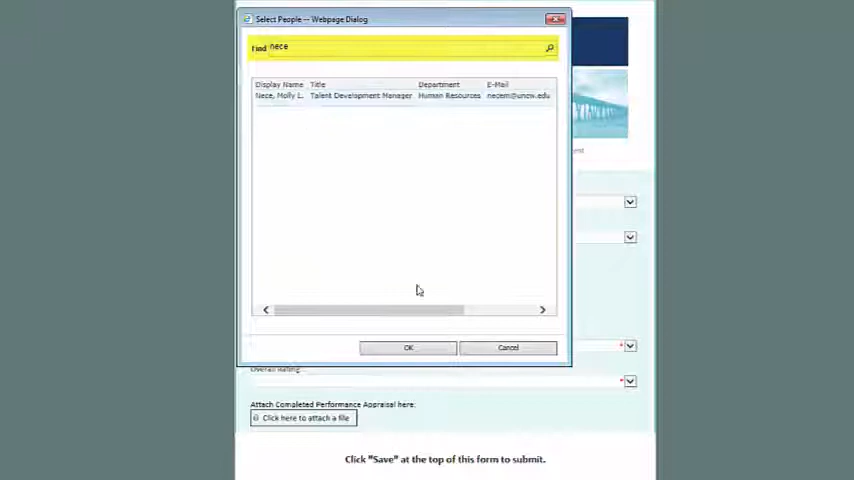 Select People -- Webpage Dialog
Find nece
Display Name Title Department E-Mail
Nece, Molly L. Talent Development Manager Human Resources necem@uncw.edu
OK Cancel
* 
Overall Rating:
*
Attach Completed Performance Appraisal here:
Click here to attach a file
Click "Save" at the top of this form to submit.